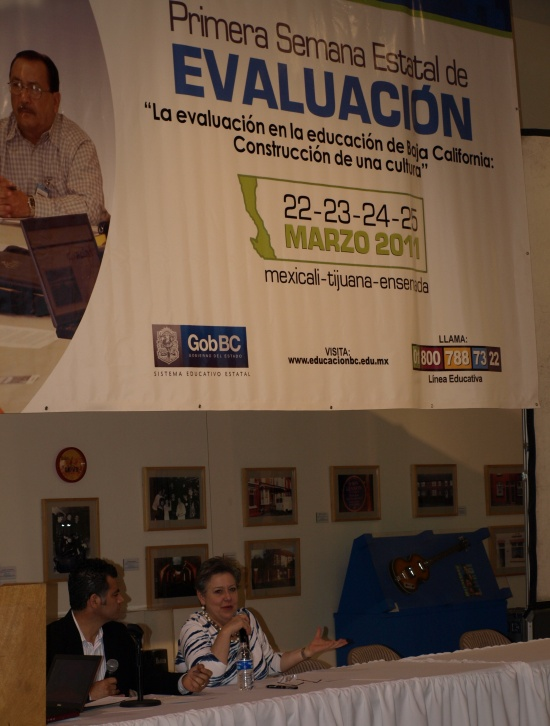 Primera Semana Estatal de
EVALUACIÓN
“La evaluación en la educación de Baja California:
Construcción de una cultura”
22-23-24-25
MARZO 2011
mexicali-tijuana-ensenada
GobBC
GOBIERNO DEL ESTADO
SISTEMA EDUCATIVO ESTATAL
VISITA:
www.educacionbc.edu.mx
LLAMA:
01 800 788 73 22
Línea Educativa